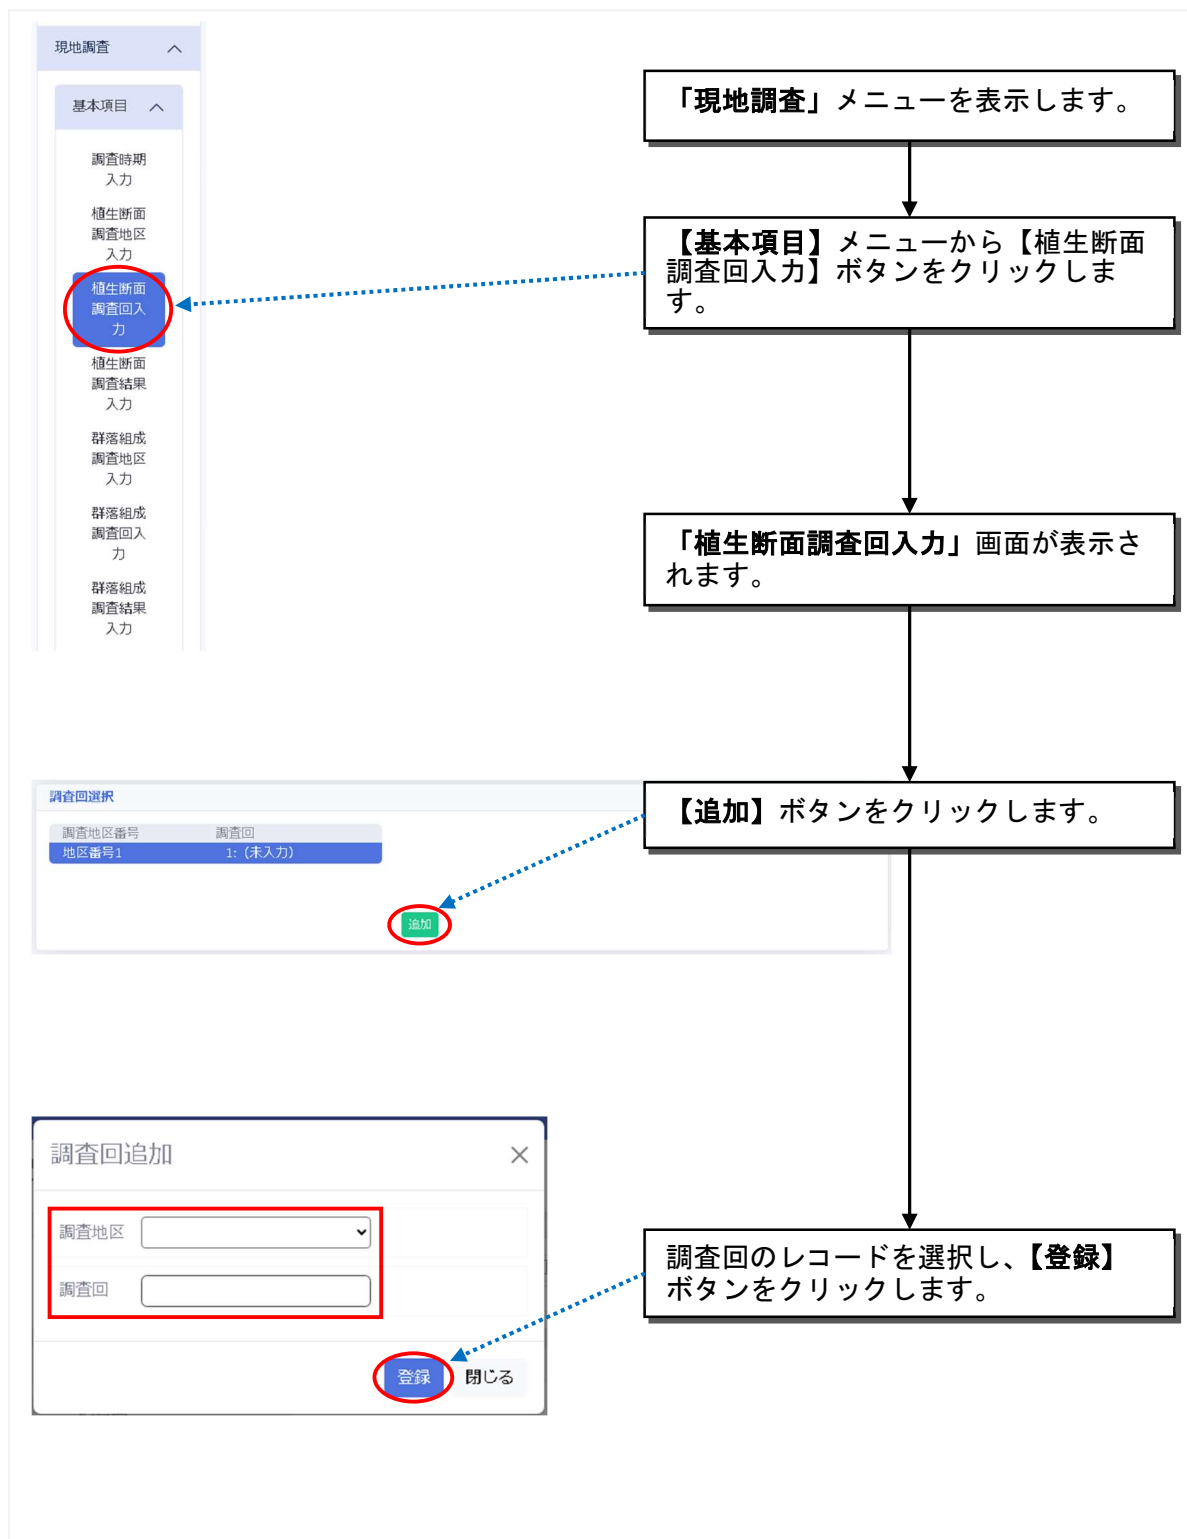 現地調査
基本項目
調査時期
入力
植生断面
調査地区
入力
植生断面
調査回入
力
植生断面
調査結果
入力
群落組成
調査地区
入力
群落組成
調査回入
力
群落組成
調査結果
入力
「現地調査」メニューを表示します。
【基本項目】メニューから【植生断面
調査回入力】ボタンをクリックしま
す。
「植生断面調査回入力」画面が表示さ
れます。
調査回選択
調査地区番号 調査回
地区番号1 1: (未入力)
追加
【追加】ボタンをクリックします。
調査回追加
調査地区
調査回
登録 閉じる
調査回のレコードを選択し、【登録】
ボタンをクリックします。